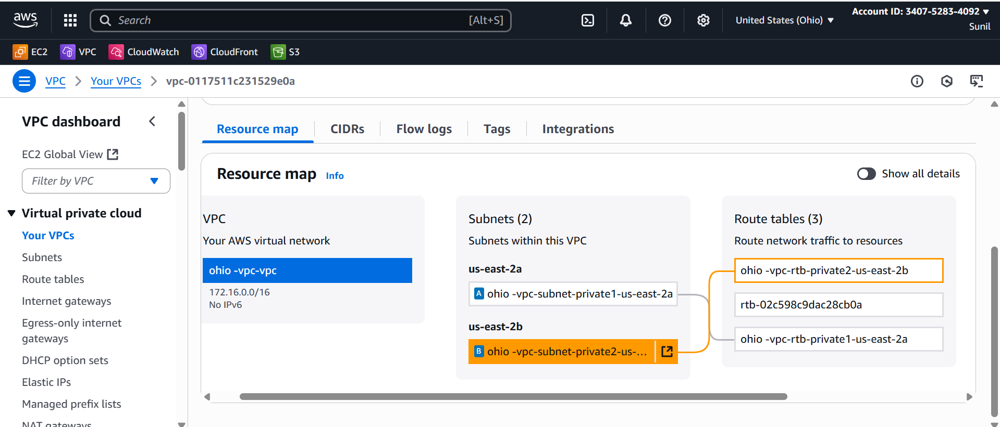 aws
Search
[Alt+S]
United States (Ohio)
Account ID: 3407-5283-4092
Sunil
EC2
VPC
CloudWatch
CloudFront
S3
VPC
Your VPCs
vpc-0117511c231529e0a
VPC dashboard
EC2 Global View
Filter by VPC
Virtual private cloud
Your VPCs
Subnets
Route tables
Internet gateways
Egress-only internet
gateways
DHCP option sets
Elastic IPs
Managed prefix lists
NAT gateways
Resource map
CIDRs
Flow logs
Tags
Integrations
Resource map
Info
Show all details
VPC
Your AWS virtual network
ohio -vpc-vpc
172.16.0.0/16
No IPv6
Subnets (2)
Subnets within this VPC
us-east-2a
A ohio -vpc-subnet-private1-us-east-2a
us-east-2b
B ohio -vpc-subnet-private2-us-...
Route tables (3)
Route network traffic to resources
ohio -vpc-rtb-private2-us-east-2b
rtb-02c598c9dac28cb0a
ohio -vpc-rtb-private1-us-east-2a